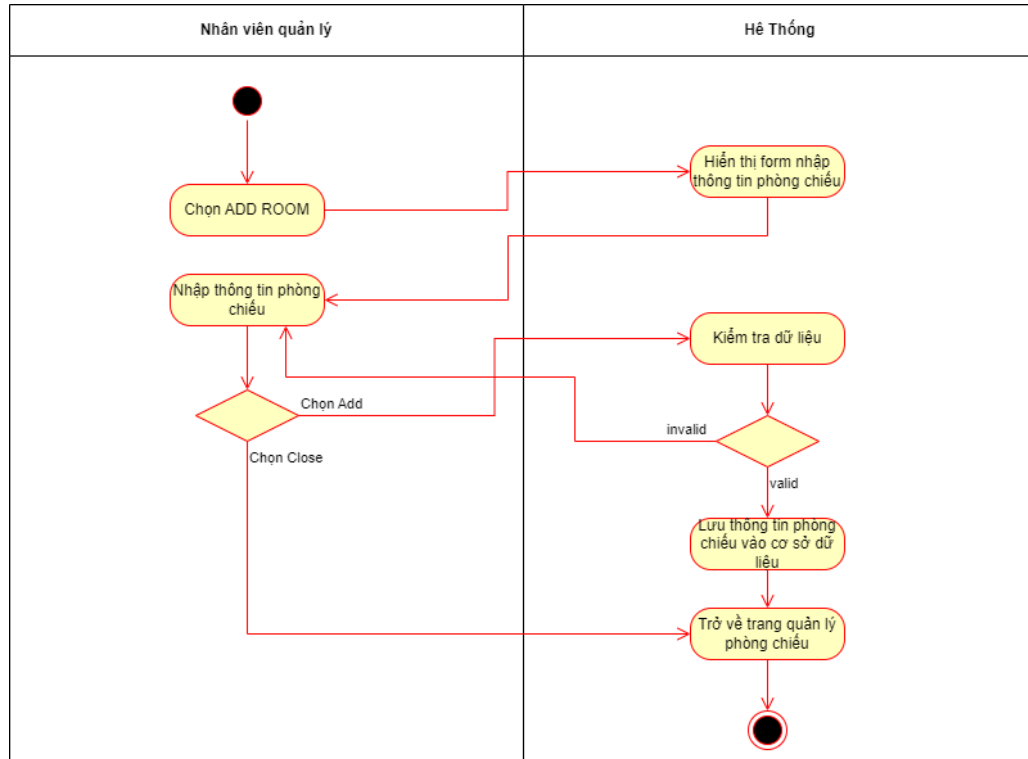 Nhân viên quản lý
Hê Thống
Hiển thị form nhập
thông tin phòng chiếu
Chọn ADD ROOM
Nhập thông tin phòng
chiếu
Kiểm tra dữ liệu
Chọn Add
invalid
Chọn Close
valid
Lưu thông tin phòng
chiếu vào cơ sở dữ
liệu
Trở về trang quản lý
phòng chiếu